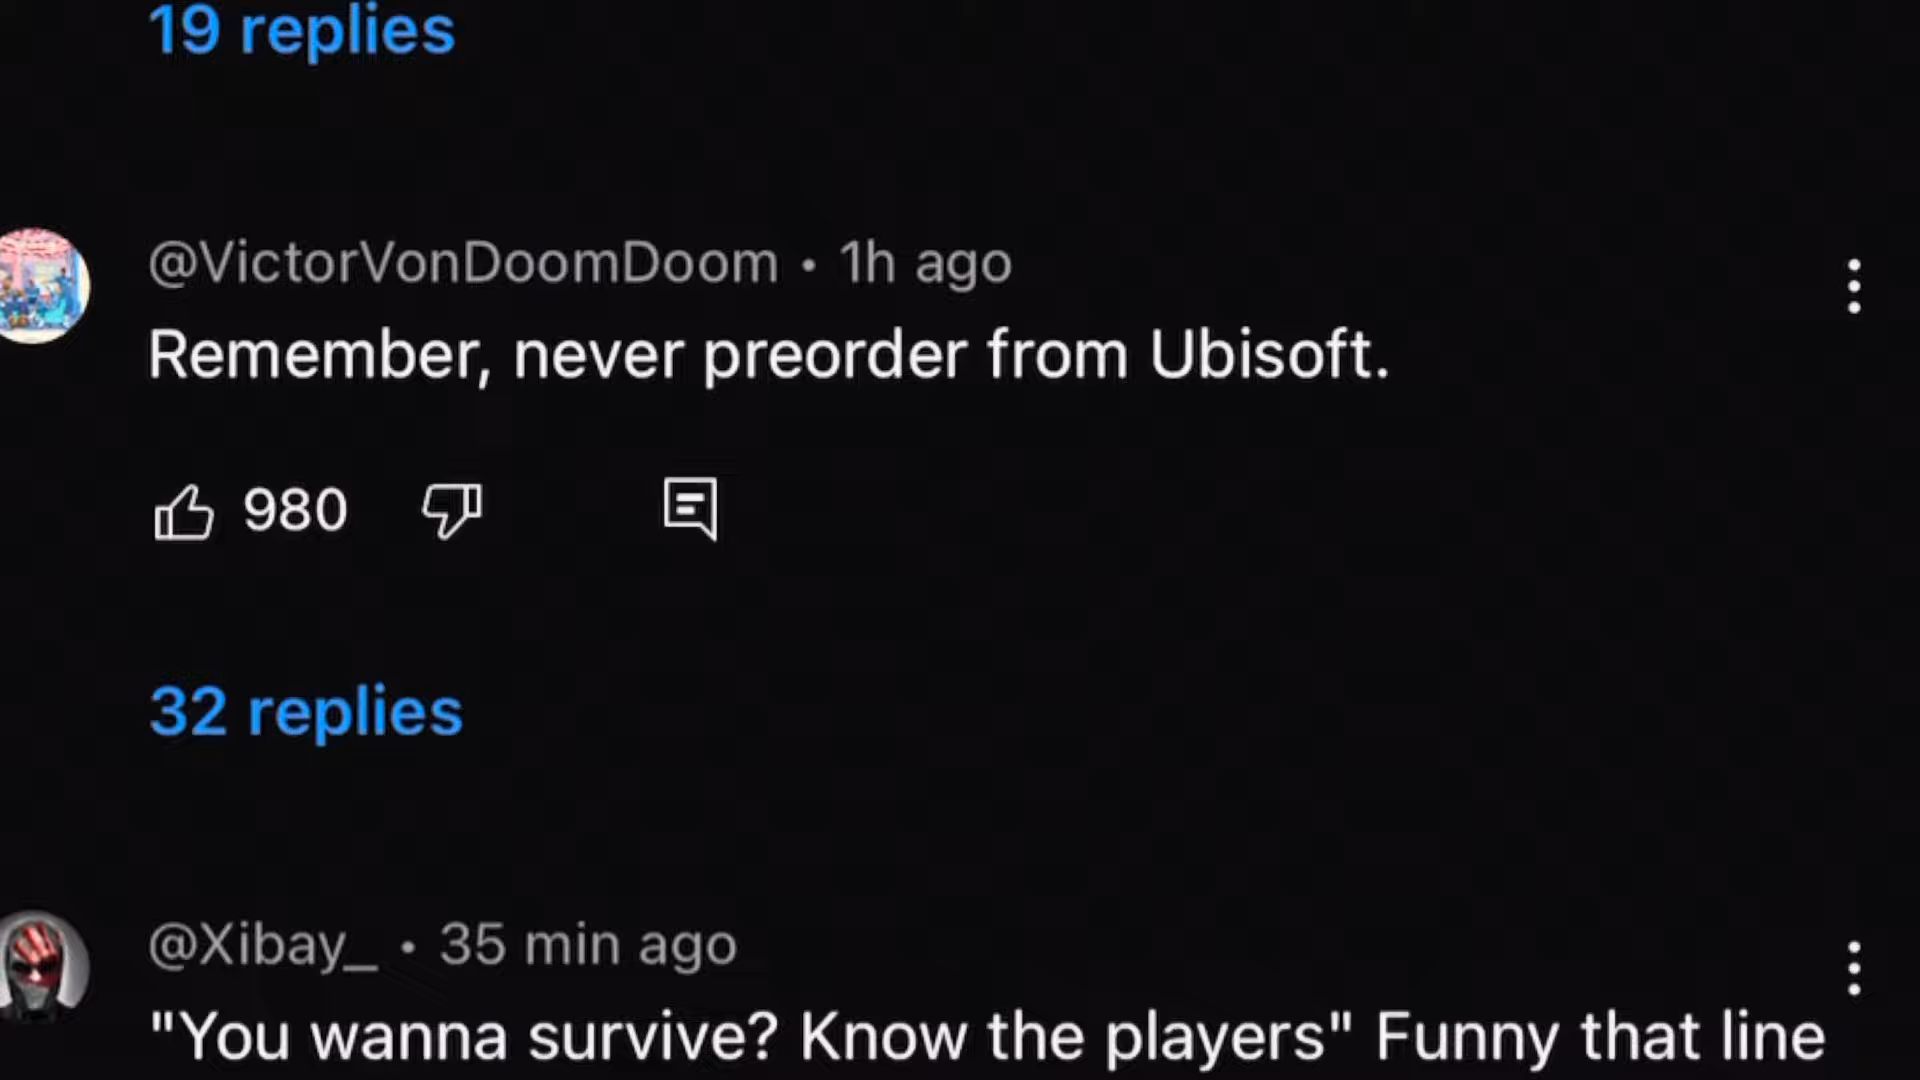 19 replies
@VictorVonDoomDoom • 1h ago
Remember, never preorder from Ubisoft.
980
32 replies
@Xibay_ • 35 min ago
"You wanna survive? Know the players" Funny that line